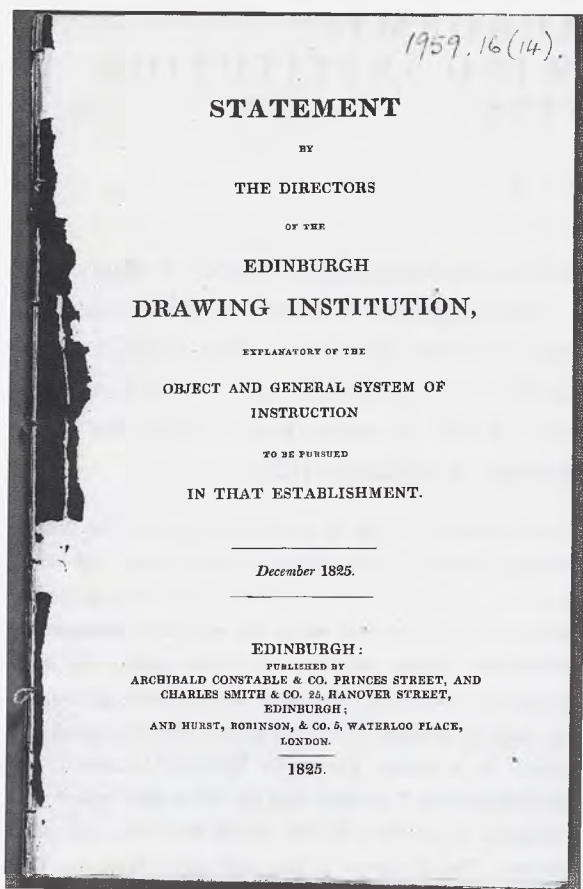 1959.16(14).
STATEMENT
BY
THE DIRECTORS
OF THE
EDINBURGH
DRAWING INSTITUTION,
EXPLANATORY OF THE
OBJECT AND GENERAL SYSTEM OF
INSTRUCTION
TO BE PURSUED
IN THAT ESTABLISHMENT.
December 1825.
EDINBURGH:
PUBLISHED BY
ARCHIBALD CONSTABLE & CO. PRINCES STREET, AND
CHARLES SMITH & CO. 25, HANOVER STREET,
EDINBURGH;
AND HURST, ROBINSON, & CO. 5, WATERLOO PLACE,
LONDON.
1825.